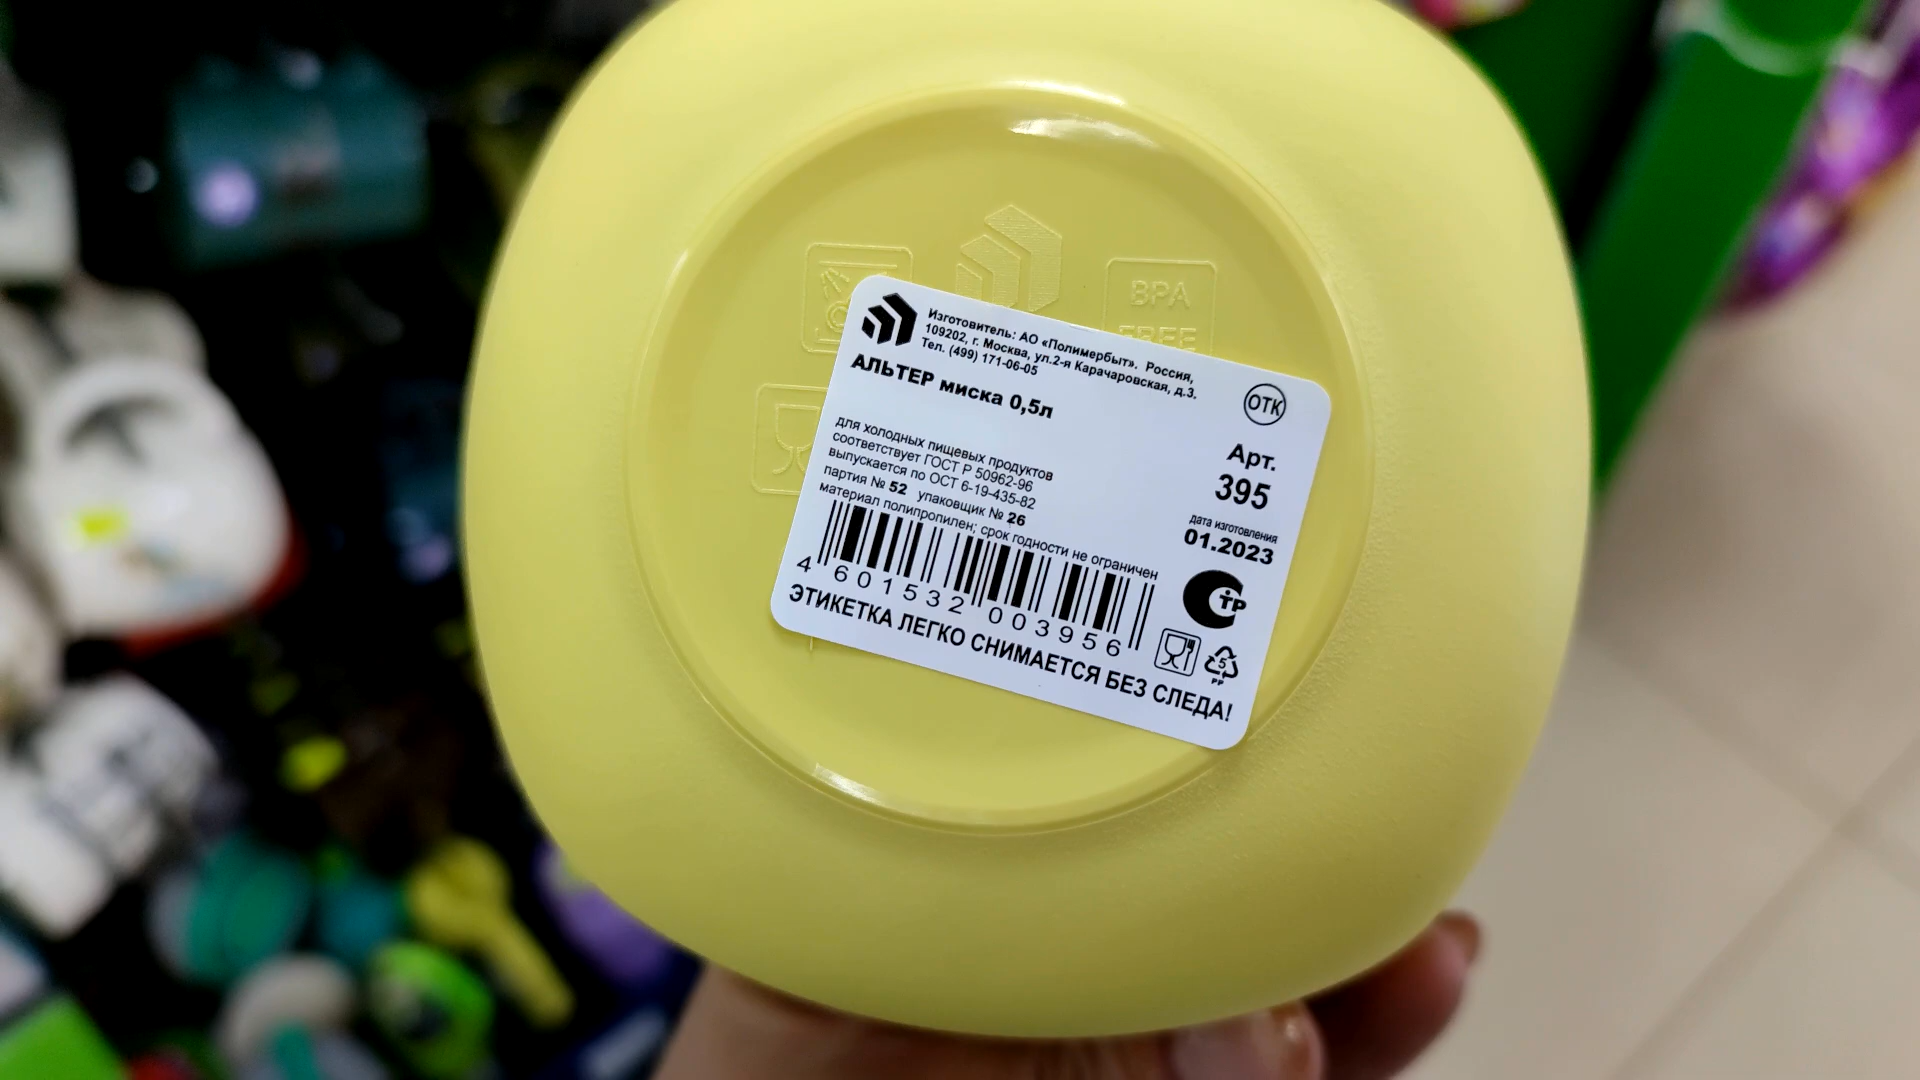 BPA
FREE
Изготовитель: АО «Полимербыт». Россия,
109202, г. Москва, ул.2-я Карачаровская, д.3.
Тел. (499) 171-06-05
АЛЬТЕР миска 0,5л
ОТК
Арт.
395
дата изготовления
01.2023
для холодных пищевых продуктов
соответствует ГОСТ Р 50962-96
выпускается по ОСТ 6-19-435-82
партия № 52 упаковщик № 26
материал полипропилен; срок годности не ограничен
4 601532 003956
СТР
5
PP
ЭТИКЕТКА ЛЕГКО СНИМАЕТСЯ БЕЗ СЛЕДА!